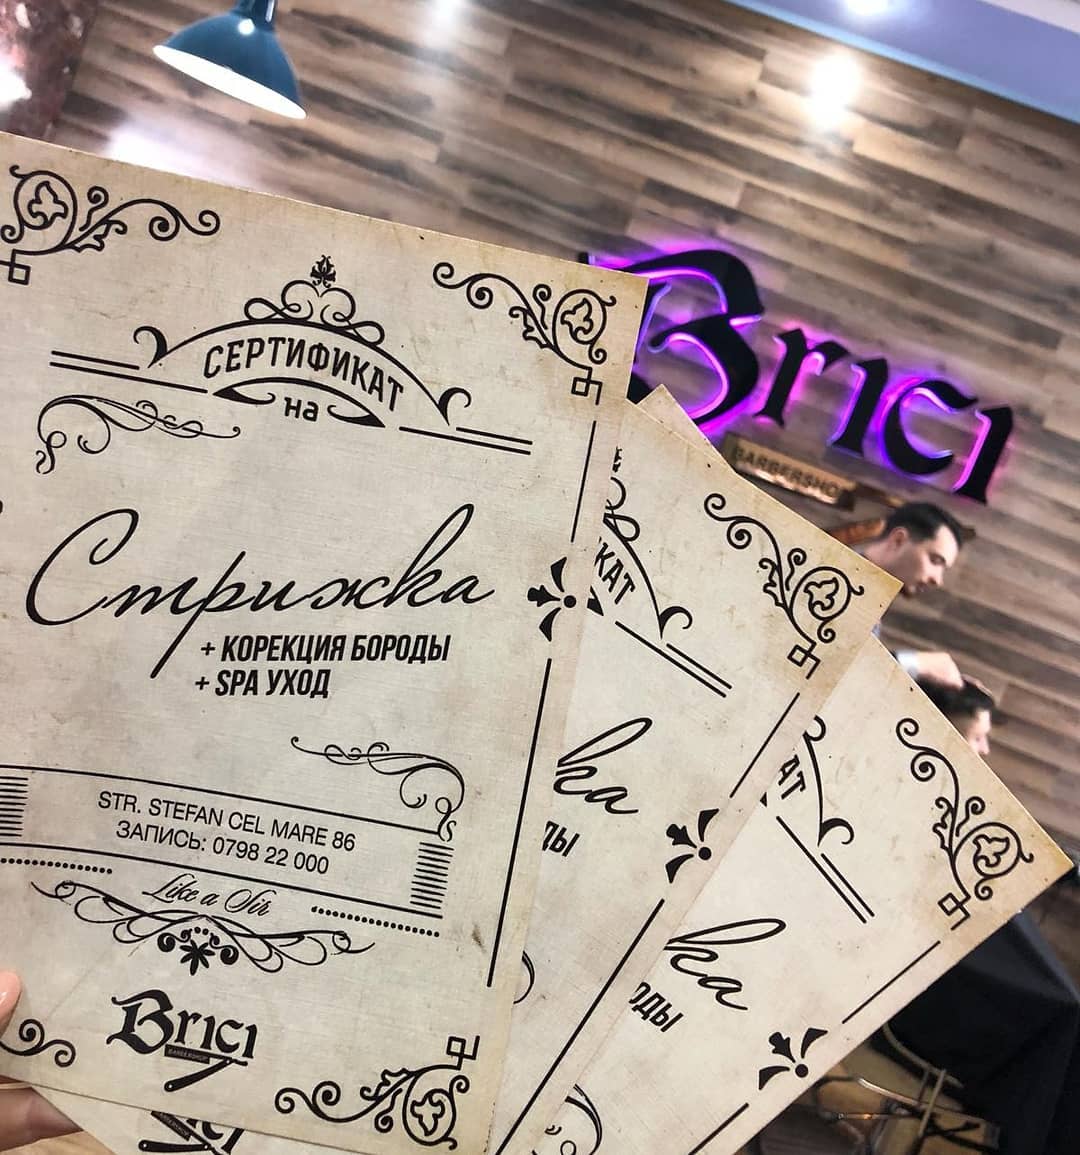 СЕРТИФИКАТ
на
Стрижка
+ КОРЕКЦИЯ БОРОДЫ
+ SPA УХОД
STR. STEFAN CEL MARE 86
ЗАПИСЬ: 0798 22 000
Like a Sir
Brici
BARBERSHOP
Brici
BARBERSHOP
КАТ
ка
ДЫ
АТ
ка
ОДЫ